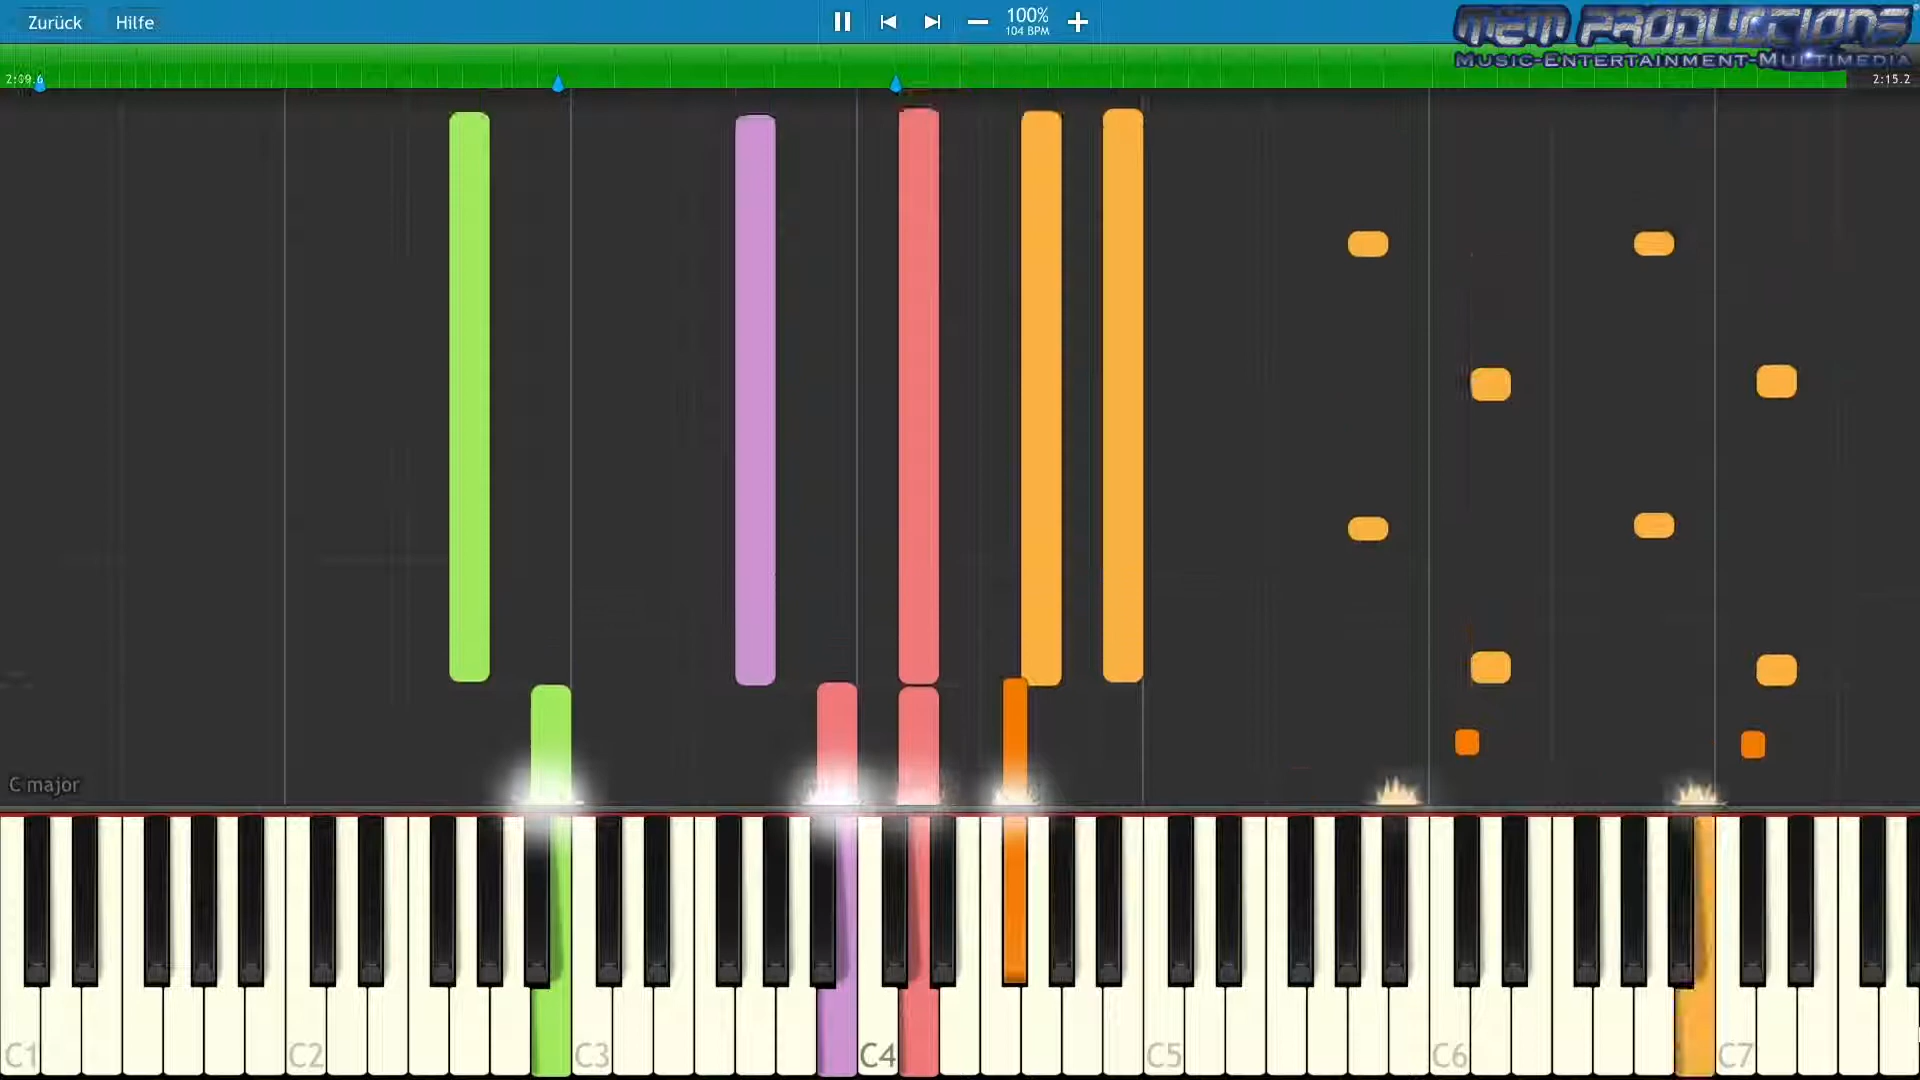 Zurück Hilfe
100%
104 BPM
MEM PRODUCTIONS
MUSIC-ENTERTAINMENT-MULTIMEDIA
2:09.6
2:15.2
C major
C1 C2 C3 C4 C5 C6 C7